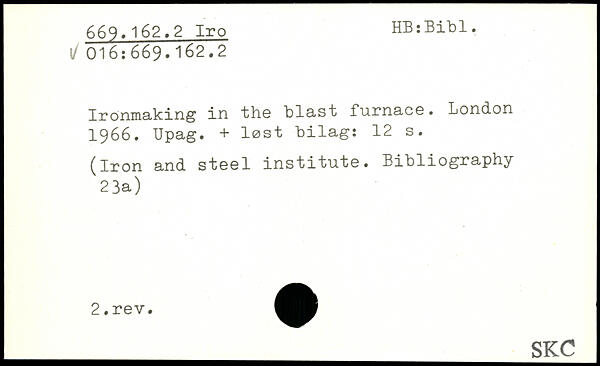 669.162.2 Iro
HB:Bibl.
√ 016:669.162.2
Ironmaking in the blast furnace. London
1966. Upag. + løst bilag: 12 s.
(Iron and steel institute. Bibliography
23a)
2.rev.
SKC